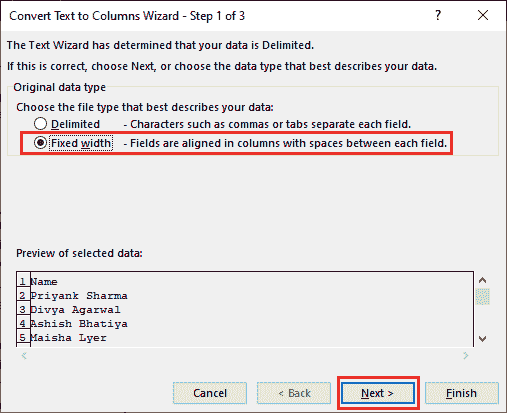 Convert Text to Columns Wizard - Step 1 of 3
? ×
The Text Wizard has determined that your data is Delimited.
If this is correct, choose Next, or choose the data type that best describes your data.
Original data type
Choose the file type that best describes your data:
Delimited - Characters such as commas or tabs separate each field.
Fixed width - Fields are aligned in columns with spaces between each field.
Preview of selected data:
1 Name
2 Priyank Sharma
3 Divya Agarwal
4 Ashish Bhatiya
5 Maisha Lyer
Cancel < Back Next > Finish